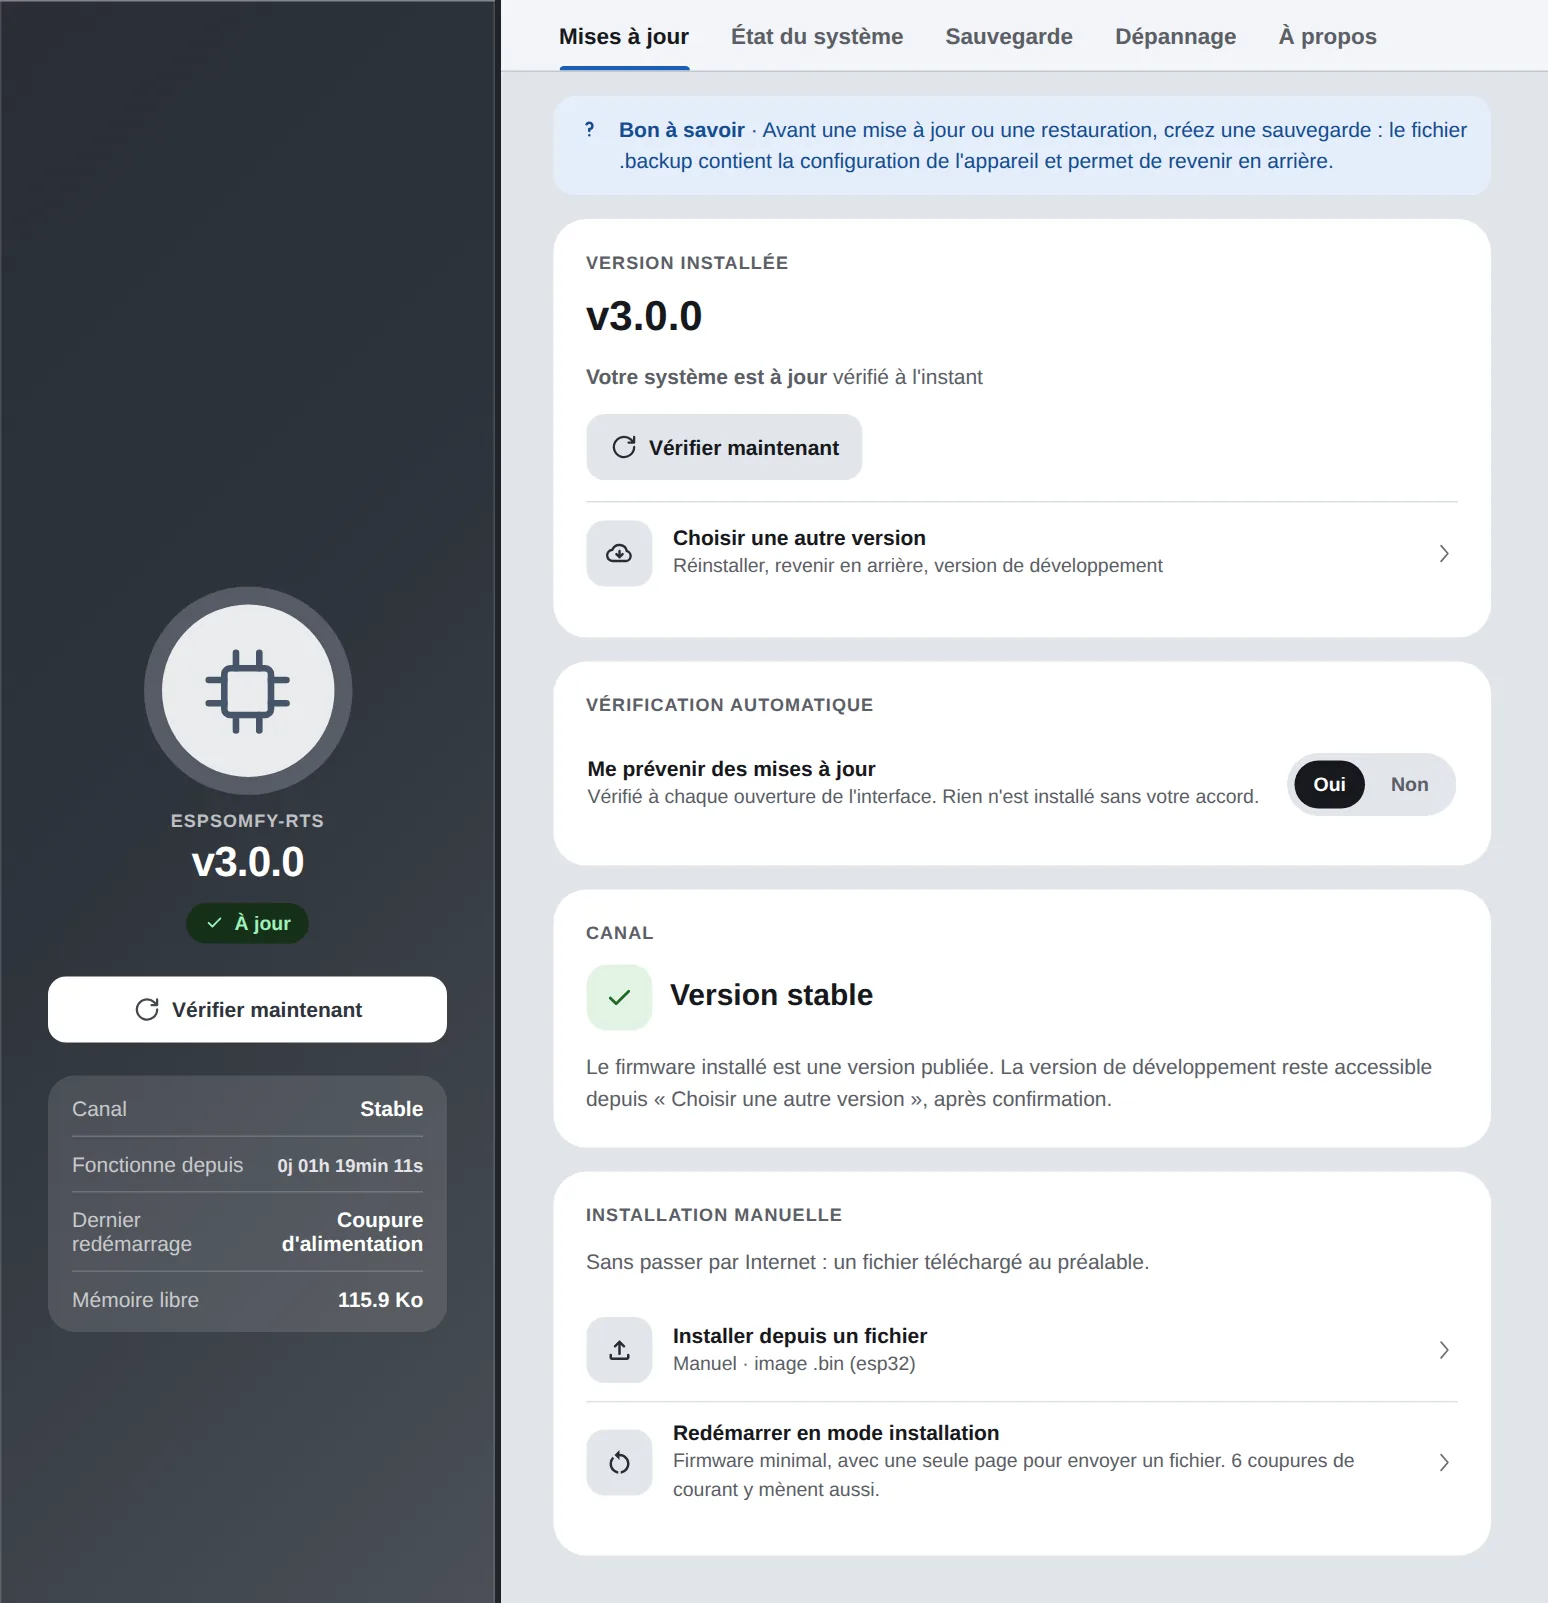 ESPSOMFY-RTS
v3.0.0
À jour
Vérifier maintenant
Canal Stable
Fonctionne depuis 0j 01h 19min 11s
Dernier redémarrage Coupure d'alimentation
Mémoire libre 115.9 Ko
Mises à jour État du système Sauvegarde Dépannage À propos
? Bon à savoir · Avant une mise à jour ou une restauration, créez une sauvegarde : le fichier
.backup contient la configuration de l'appareil et permet de revenir en arrière.
VERSION INSTALLÉE
v3.0.0
Votre système est à jour vérifié à l'instant
Vérifier maintenant
Choisir une autre version
Réinstaller, revenir en arrière, version de développement
VÉRIFICATION AUTOMATIQUE
Me prévenir des mises à jour
Vérifié à chaque ouverture de l'interface. Rien n'est installé sans votre accord.
Oui Non
CANAL
Version stable
Le firmware installé est une version publiée. La version de développement reste accessible
depuis « Choisir une autre version », après confirmation.
INSTALLATION MANUELLE
Sans passer par Internet : un fichier téléchargé au préalable.
Installer depuis un fichier
Manuel · image .bin (esp32)
Redémarrer en mode installation
Firmware minimal, avec une seule page pour envoyer un fichier. 6 coupures de
courant y mènent aussi.